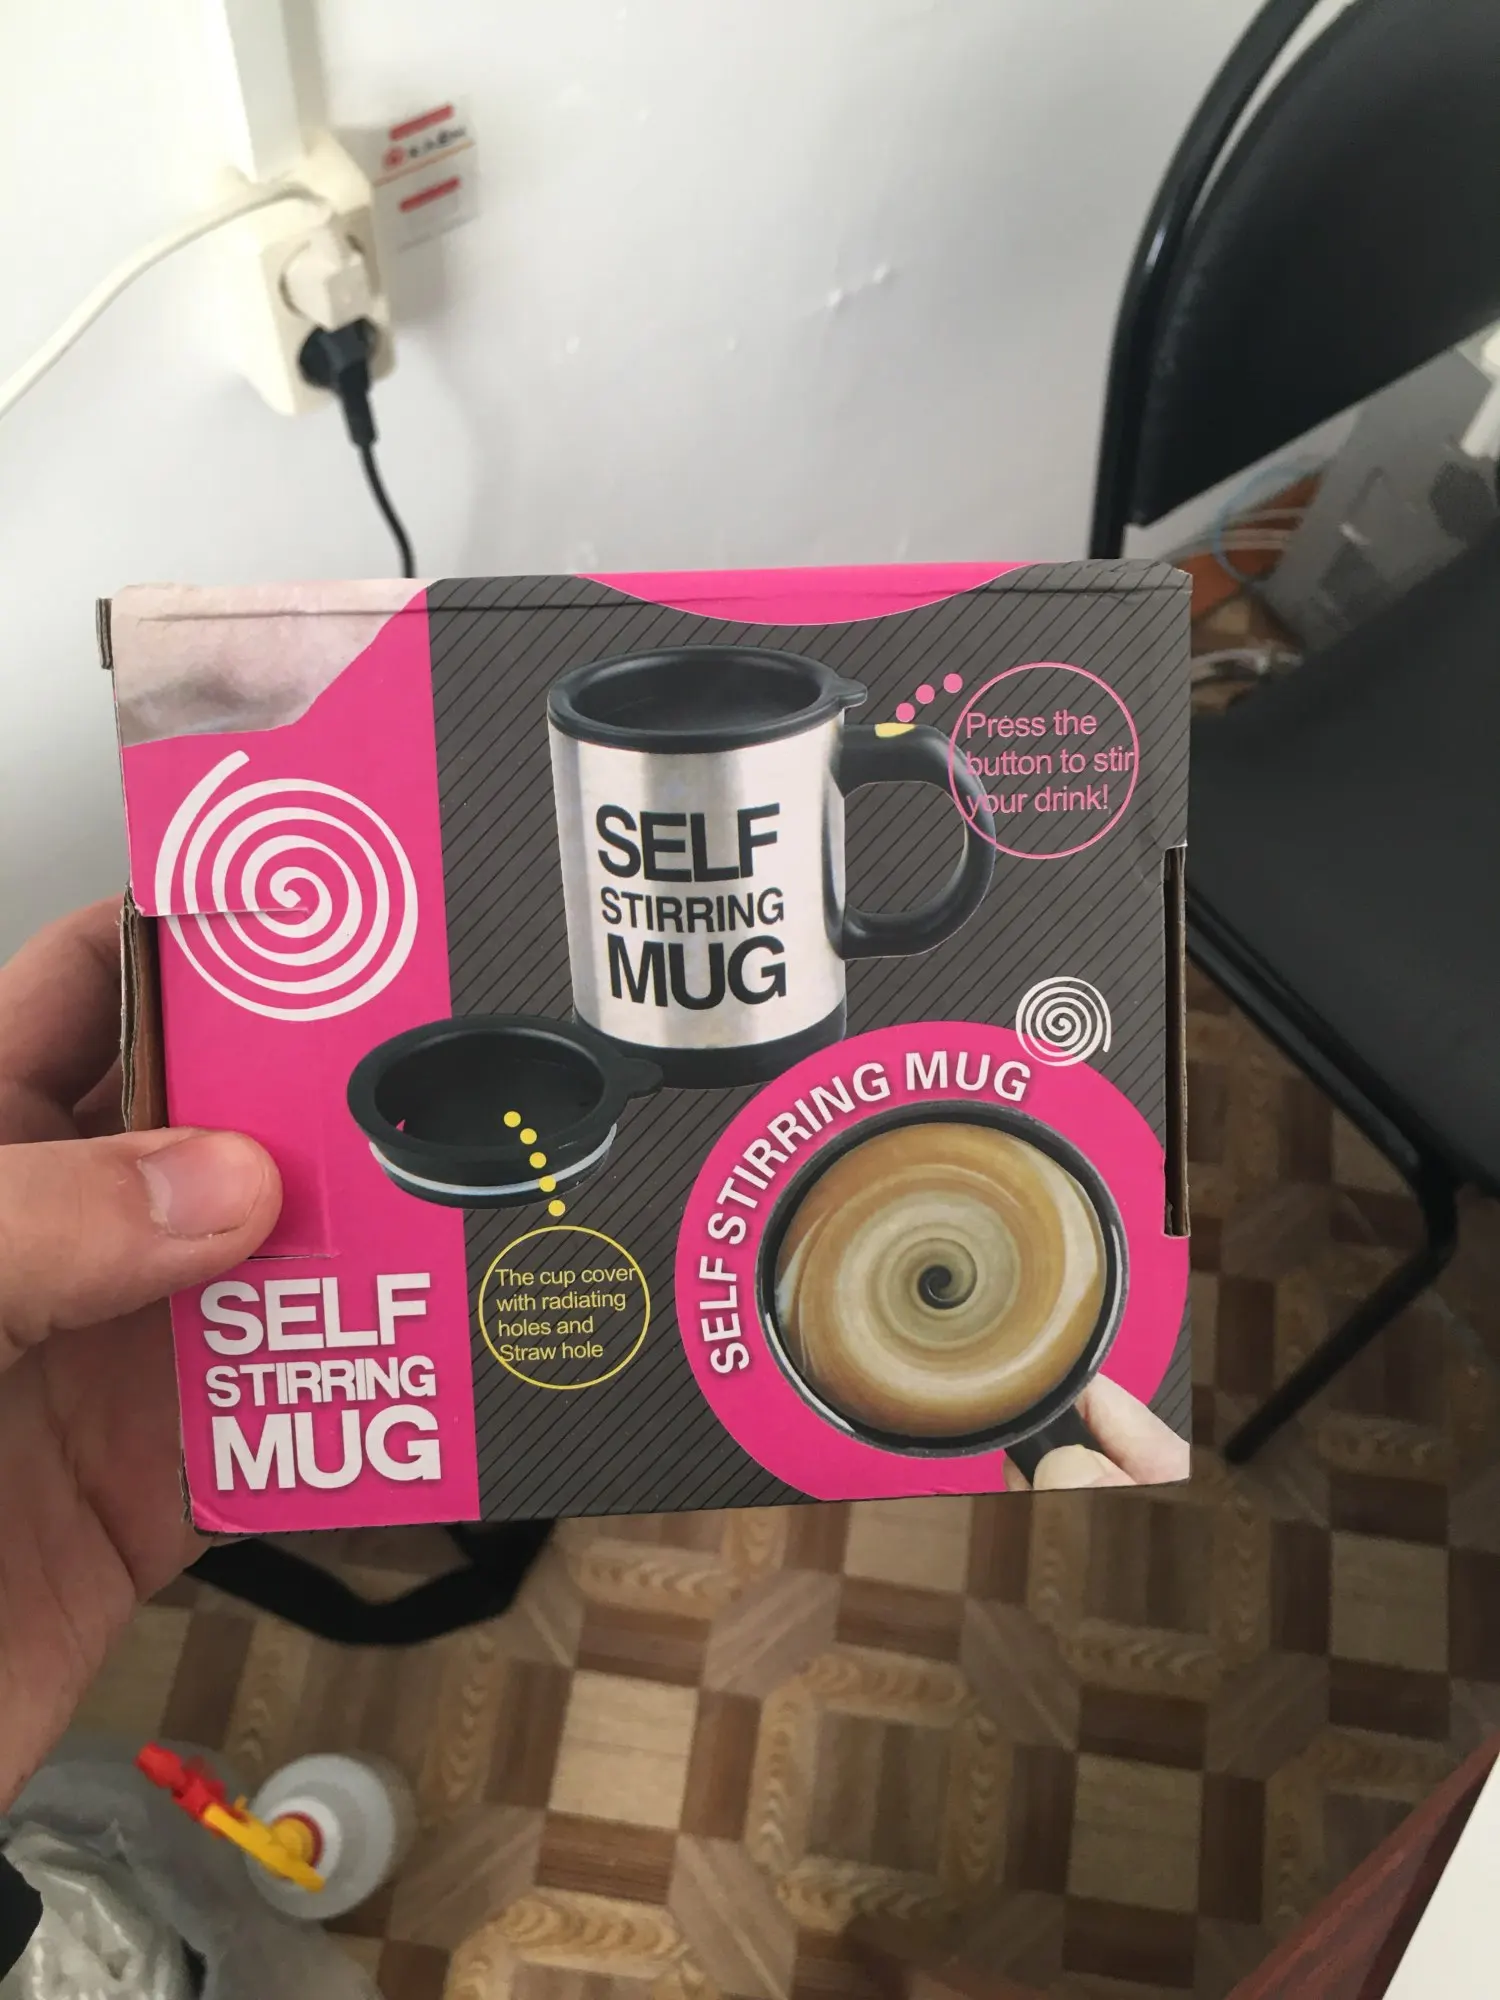 Press the
button to stir
your drink!
SELF
STIRRING
MUG
SELF STIRRING MUG
The cup cover
with radiating
holes and
Straw hole
SELF
STIRRING
MUG